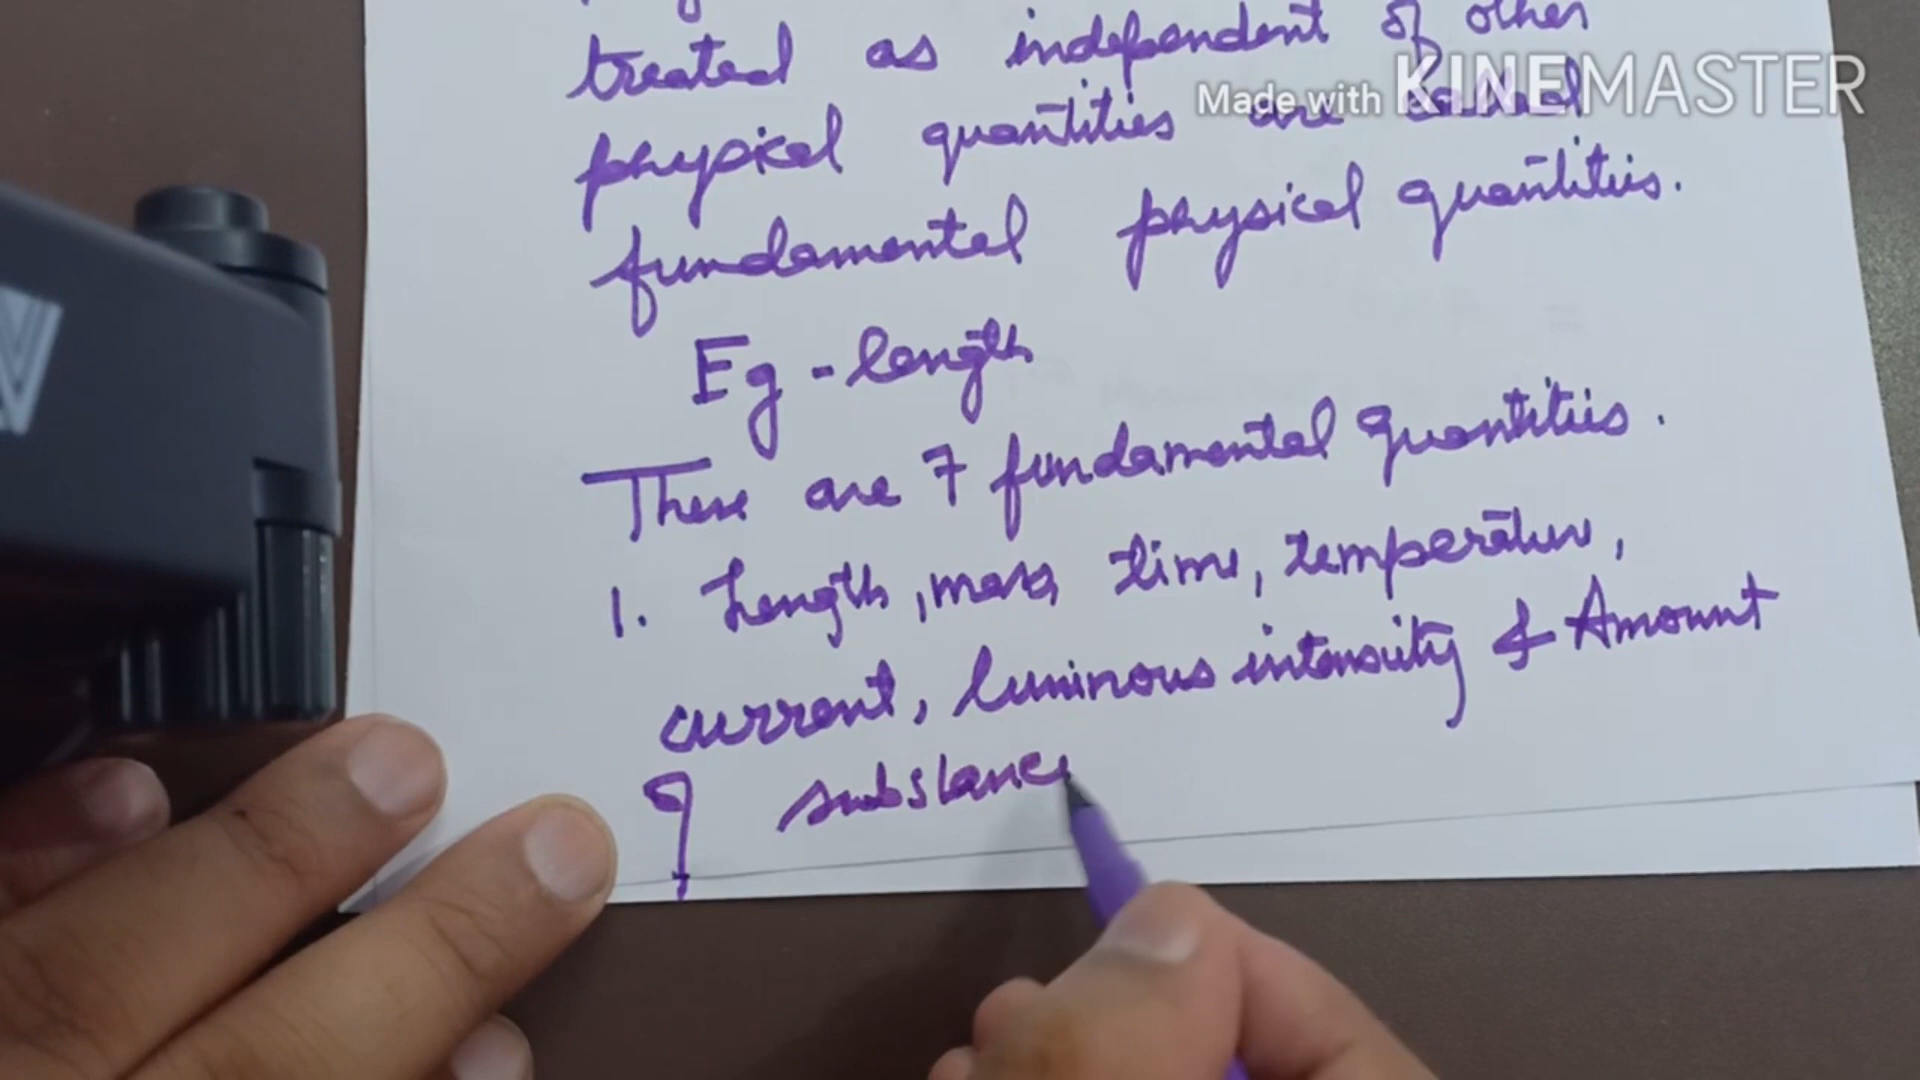 treated as independent of other
Made with KINEMASTER
physical quantities are called
fundamental physical quantities.
Eg - length
There are 7 fundamental quantities.
1. Length, mass, time, temperature,
current, luminous intensity & Amount
of substance